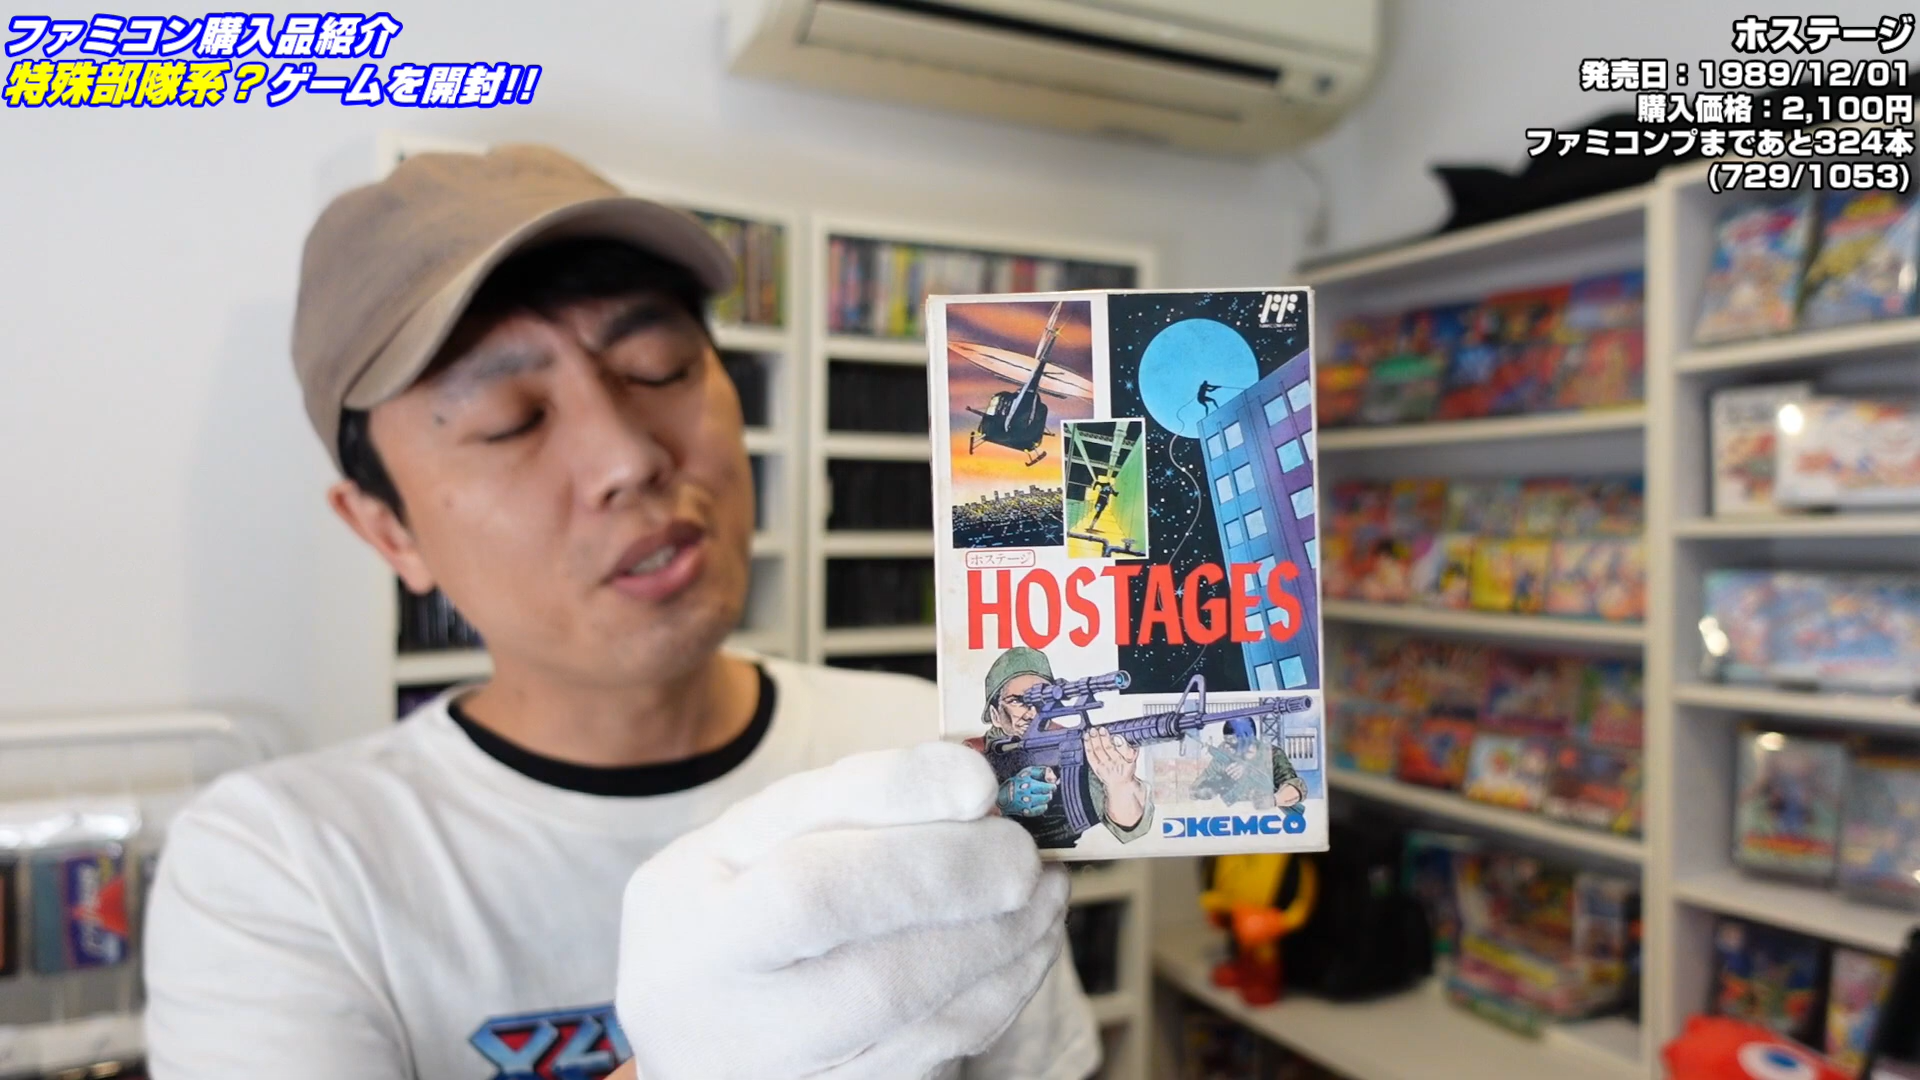 ファミコン購入品紹介
特殊部隊系？ゲームを開封!!
ホステージ
発売日：1989/12/01
購入価格：2,100円
ファミコンプまであと324本
(729/1053)
ホステージ
HOSTAGES
KEMCO